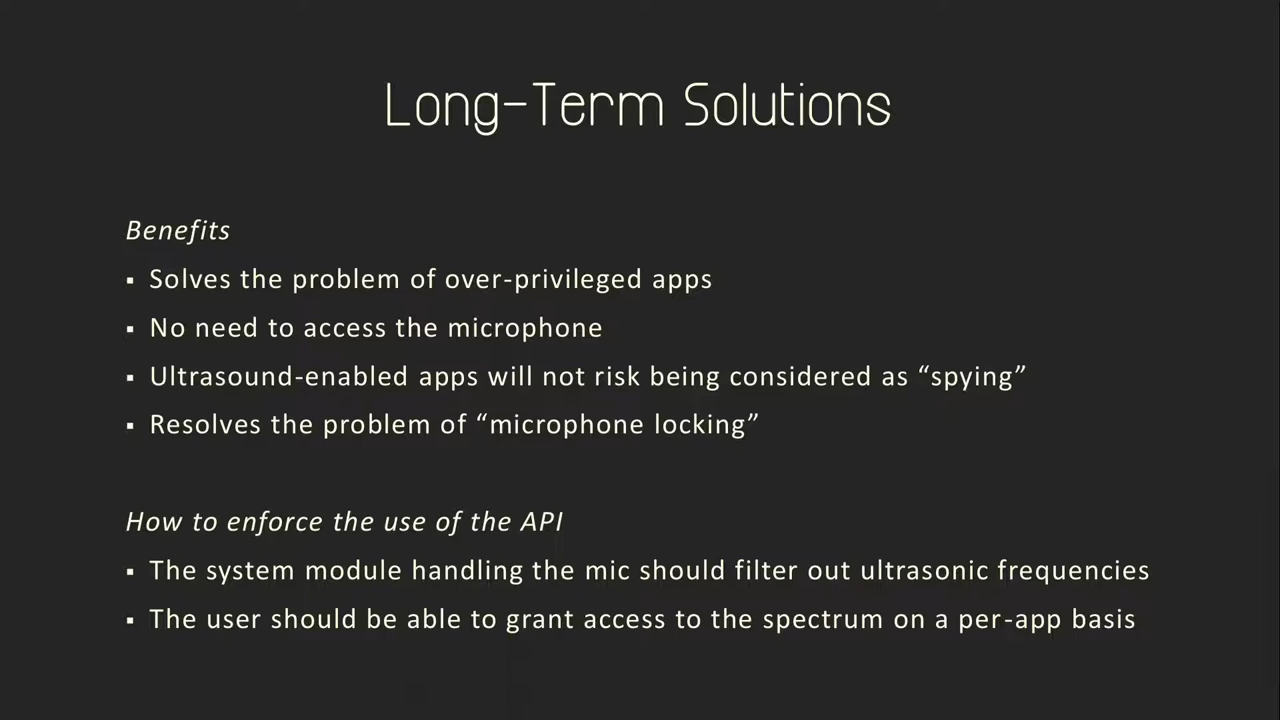 Long-Term Solutions
Benefits
▪ Solves the problem of over-privileged apps
▪ No need to access the microphone
▪ Ultrasound-enabled apps will not risk being considered as “spying”
▪ Resolves the problem of “microphone locking”
How to enforce the use of the API
▪ The system module handling the mic should filter out ultrasonic frequencies
▪ The user should be able to grant access to the spectrum on a per-app basis